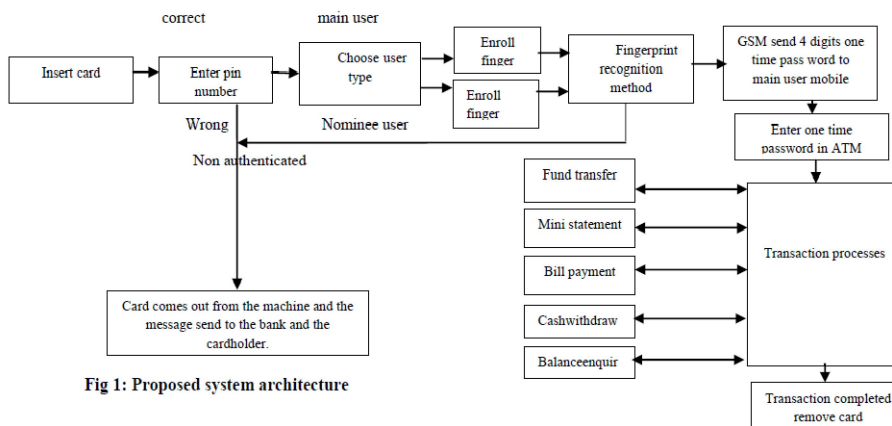 correct
main user
Insert card
Enter pin
number
Choose user
type
Enroll
finger
Enroll
finger
Fingerprint
recognition
method
GSM send 4 digits one
time pass word to
main user mobile
Wrong
Nominee user
Non authenticated
Enter one time
password in ATM
Fund transfer
Mini statement
Bill payment
Cashwithdraw
Balanceenquir
Transaction processes
Card comes out from the machine and the
message send to the bank and the
cardholder.
Transaction completed
remove card
Fig 1: Proposed system architecture